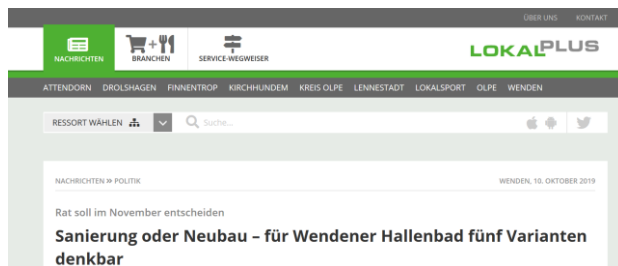 ÜBER UNS KONTAKT
NACHRICHTEN BRANCHEN SERVICE-WEGWEISER LOKALPLUS
ATTENDORN DROLSHAGEN FINNENTROP KIRCHHUNDEM KREIS OLPE LENNESTADT LOKALSPORT OLPE WENDEN
RESSORT WÄHLEN Suche...
NACHRICHTEN » POLITIK WENDEN, 10. OKTOBER 2019
Rat soll im November entscheiden
Sanierung oder Neubau – für Wendener Hallenbad fünf Varianten
denkbar